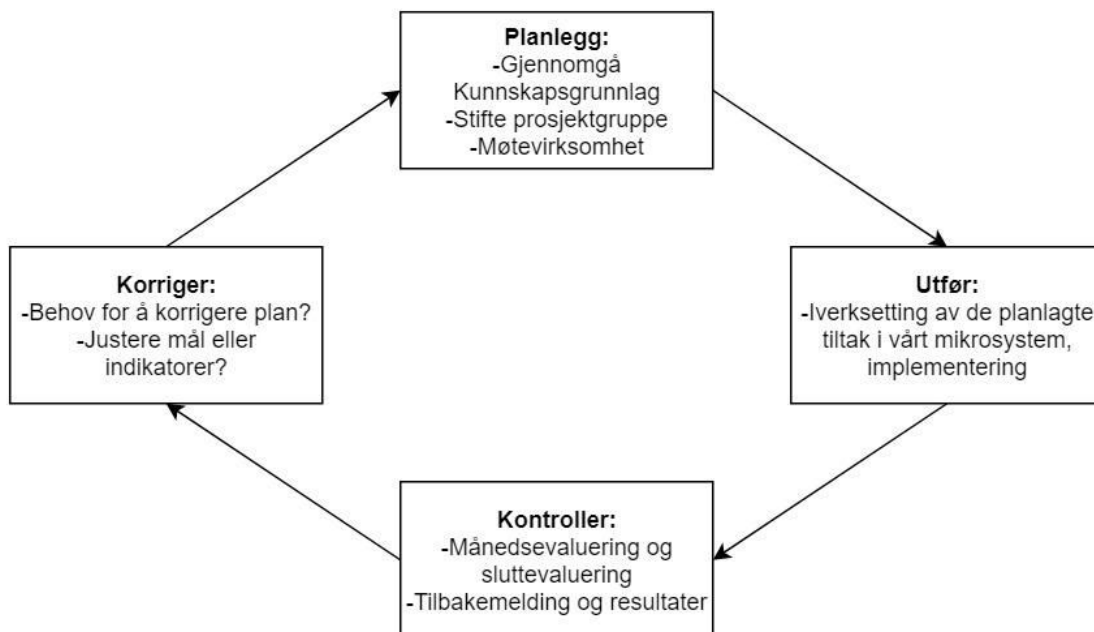 Planlegg:
-Gjennomgå
Kunnskapsgrunnlag
-Stifte prosjektgruppe
-Møtevirksomhet
Korriger:
-Behov for å korrigere plan?
-Justere mål eller
indikatorer?
Utfør:
-Iverksetting av de planlagte
tiltak i vårt mikrosystem,
implementering
Kontroller:
-Månedsevaluering og
sluttevaluering
-Tilbakemelding og resultater